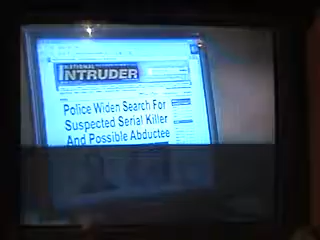 NATIONAL
INTRUDER
Police Widen Search For
Suspected Serial Killer
And Possible Abductee